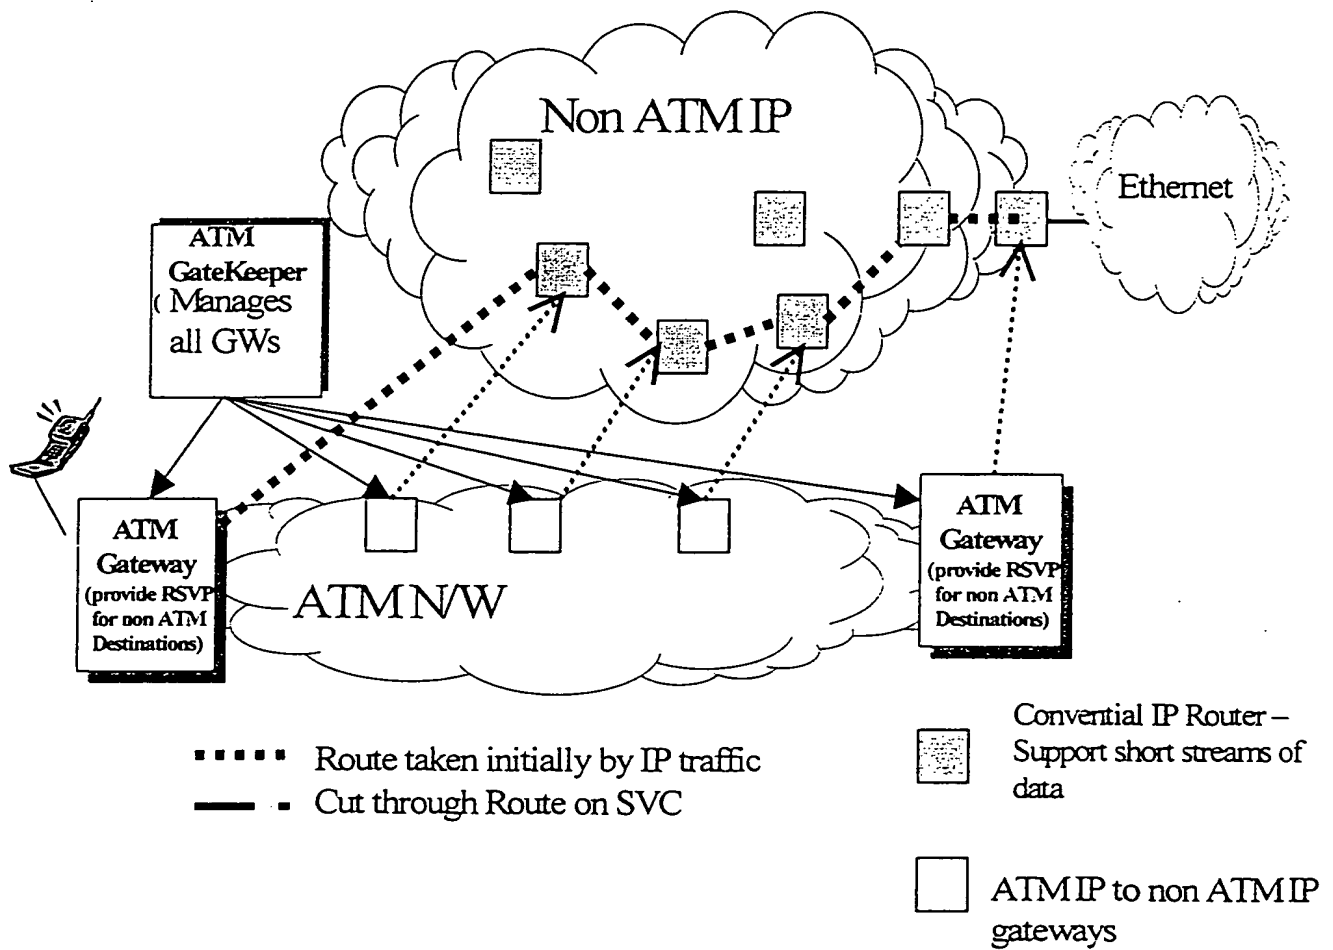 Non ATM IP
Ethernet
ATM
GateKeeper
( Manages
all GWs
ATM
Gateway
(provide RSVP
for non ATM
Destinations)
ATM N/W
ATM
Gateway
(provide RSVP
for non ATM
Destinations)
Route taken initially by IP traffic
Cut through Route on SVC
Convential IP Router –
Support short streams of
data
ATM IP to non ATM IP
gateways